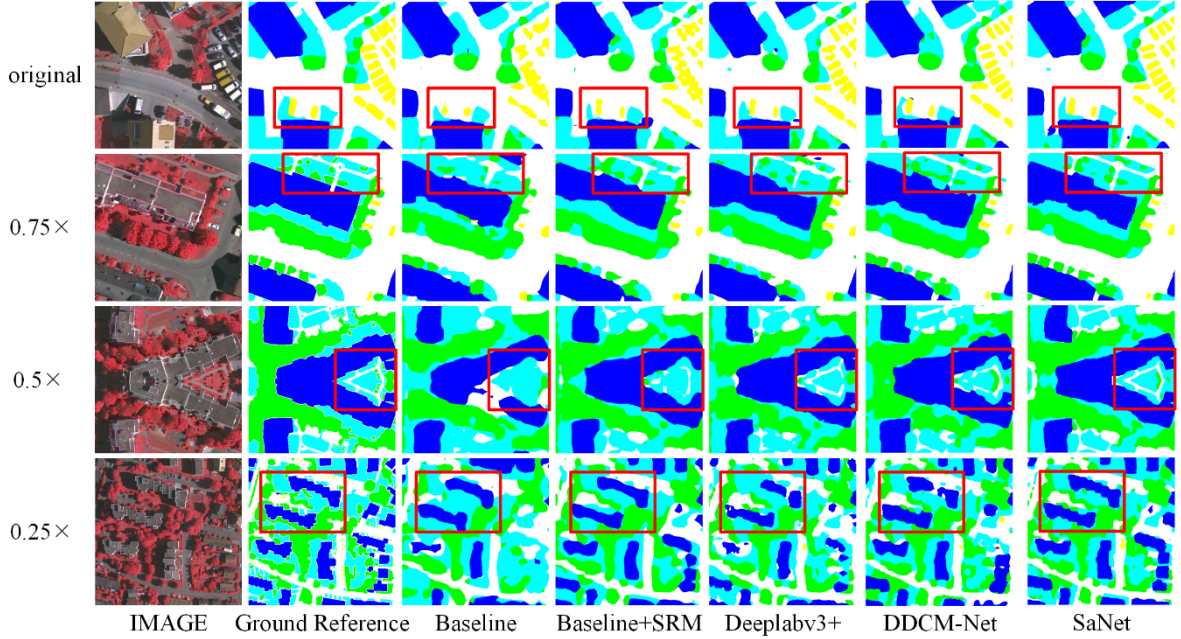 original
0.75×
0.5×
0.25×
IMAGE Ground Reference Baseline Baseline+SRM Deeplabv3+ DDCM-Net SaNet